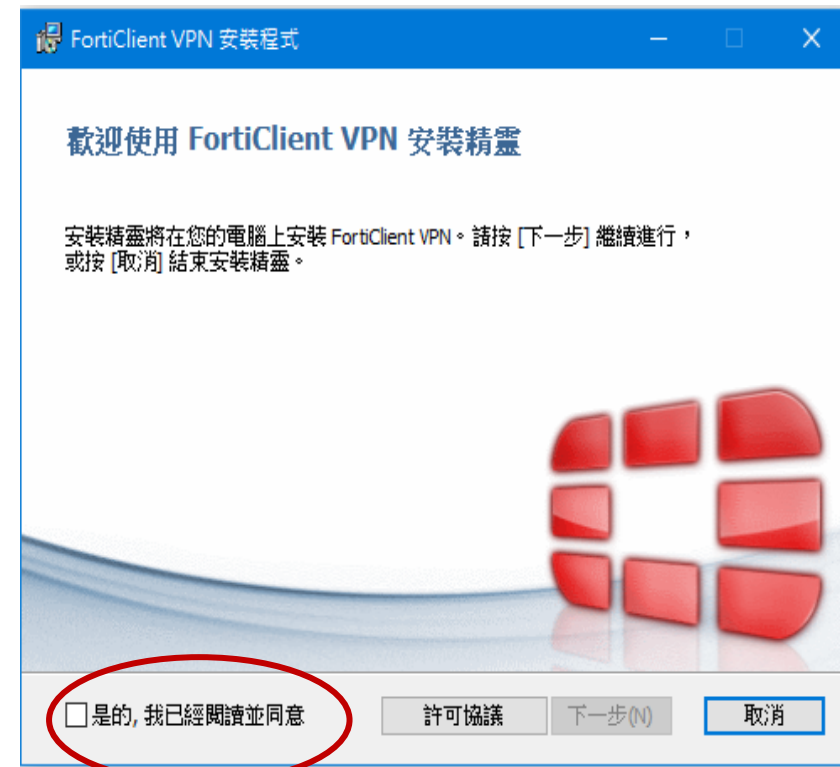 FortiClient VPN 安裝程式
歡迎使用 FortiClient VPN 安裝精靈
安裝精靈將在您的電腦上安裝 FortiClient VPN。請按 [下一步] 繼續進行，
或按 [取消] 結束安裝精靈。
是的, 我已經閱讀並同意
許可協議
下一步(N)
取消